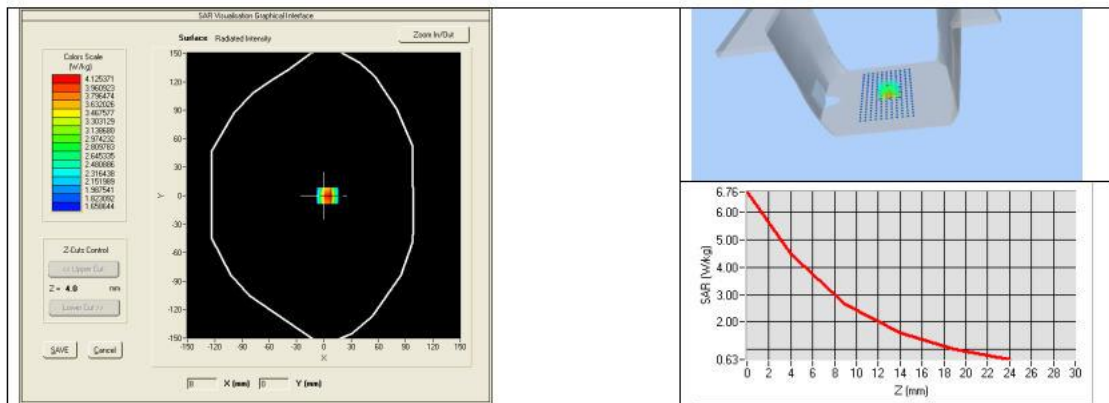 SAR Visualisation Graphical Interface
Surface Radiated Intensity
Zoom In/Out
Colors Scale
(W/kg)
4.125371
3.960923
3.796474
3.632026
3.467577
3.303129
3.138680
2.974232
2.809783
2.645335
2.480886
2.316438
2.151989
1.987541
1.823092
1.658644
150
120
90
60
30
0
-30
-60
-90
-120
-150
Y
-150 -120 -90 -60 -30 0 30 60 90 120 150
X
Z-Cuts Control
<< Upper Cut
Z = 4.0 mm
Lower Cut >>
SAVE Cancel
8 X (mm) 0 Y (mm)
6.76
6.00
5.00
4.00
3.00
2.00
0.63
SAR (W/kg)
0 2 4 6 8 10 12 14 16 18 20 22 24 26 28 30
Z (mm)